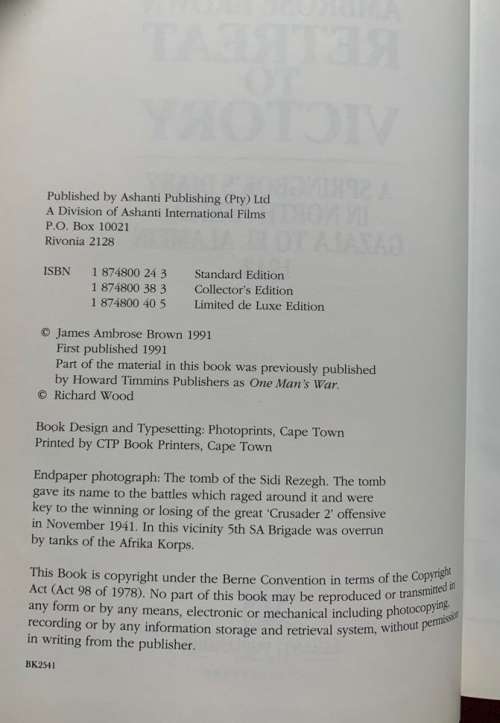 Published by Ashanti Publishing (Pty) Ltd
A Division of Ashanti International Films
P.O. Box 10021
Rivonia 2128
ISBN 1 874800 24 3 Standard Edition
1 874800 38 3 Collector's Edition
1 874800 40 5 Limited de Luxe Edition
© James Ambrose Brown 1991
First published 1991
Part of the material in this book was previously published
by Howard Timmins Publishers as One Man's War.
© Richard Wood
Book Design and Typesetting: Photoprints, Cape Town
Printed by CTP Book Printers, Cape Town
Endpaper photograph: The tomb of the Sidi Rezegh. The tomb
gave its name to the battles which raged around it and were
key to the winning or losing of the great 'Crusader 2' offensive
in November 1941. In this vicinity 5th SA Brigade was overrun
by tanks of the Afrika Korps.
This Book is copyright under the Berne Convention in terms of the Copyright
Act (Act 98 of 1978). No part of this book may be reproduced or transmitted in
any form or by any means, electronic or mechanical including photocopying,
recording or by any information storage and retrieval system, without permission
in writing from the publisher.
BK2541